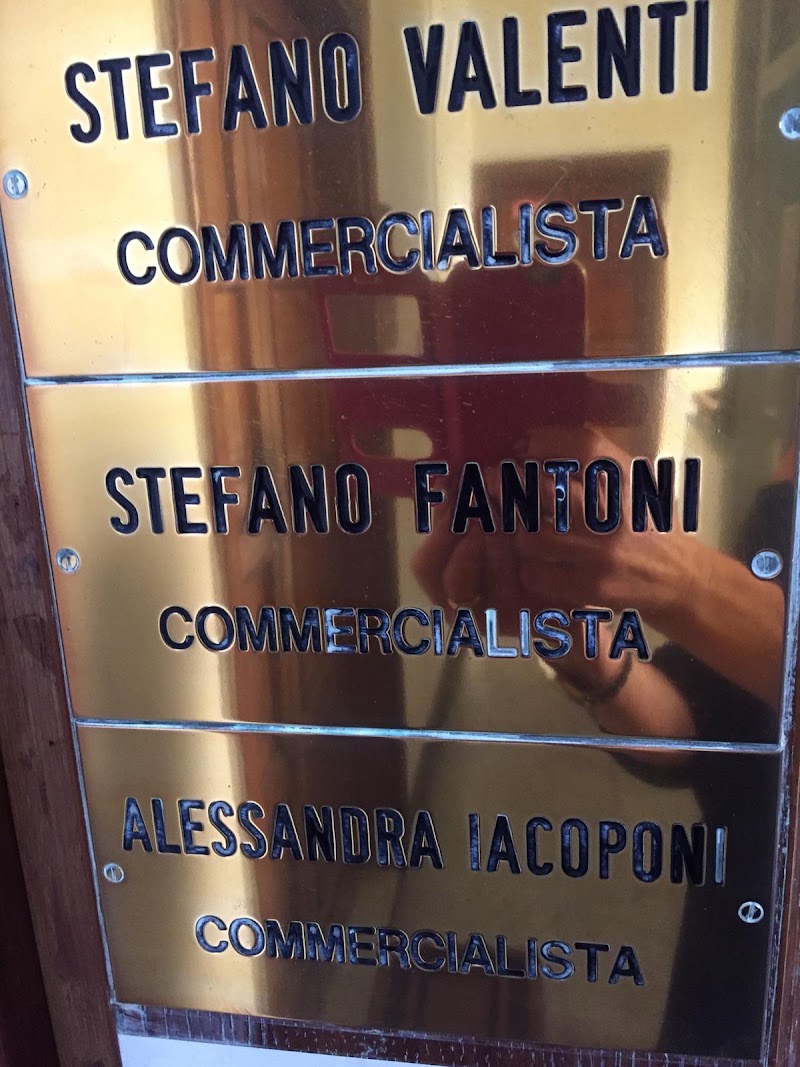 STEFANO VALENTI
COMMERCIALISTA
STEFANO FANTONI
COMMERCIALISTA
ALESSANDRA IACOPONI
COMMERCIALISTA